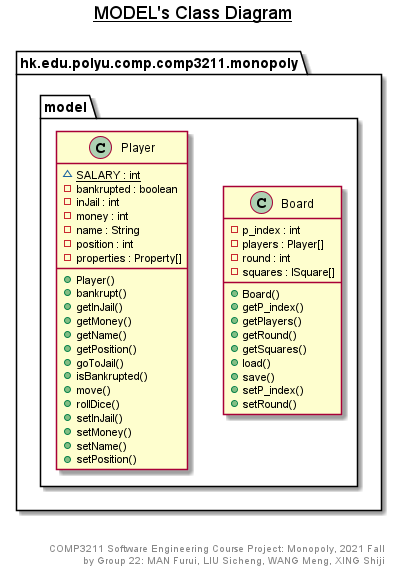 MODEL's Class Diagram
hk.edu.polyu.comp.comp3211.monopoly
model
C Player
SALARY : int
bankrupted : boolean
inJail : int
money : int
name : String
position : int
properties : Property[]
Player()
bankrupt()
getInJail()
getMoney()
getName()
getPosition()
goToJail()
isBankrupted()
move()
rollDice()
setInJail()
setMoney()
setName()
setPosition()
C Board
p_index : int
players : Player[]
round : int
squares : ISquare[]
Board()
getP_index()
getPlayers()
getRound()
getSquares()
load()
save()
setP_index()
setRound()
COMP3211 Software Engineering Course Project: Monopoly, 2021 Fall
by Group 22: MAN Furui, LIU Sicheng, WANG Meng, XING Shiji